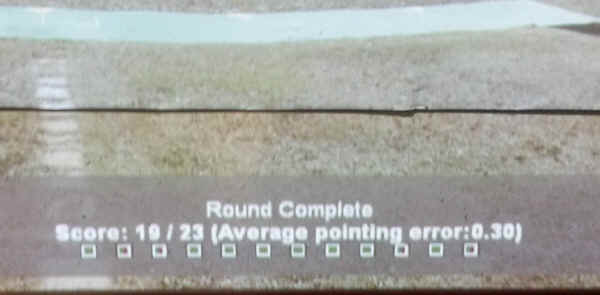 Round Complete
Score: 19 / 23 (Average pointing error:0.30)